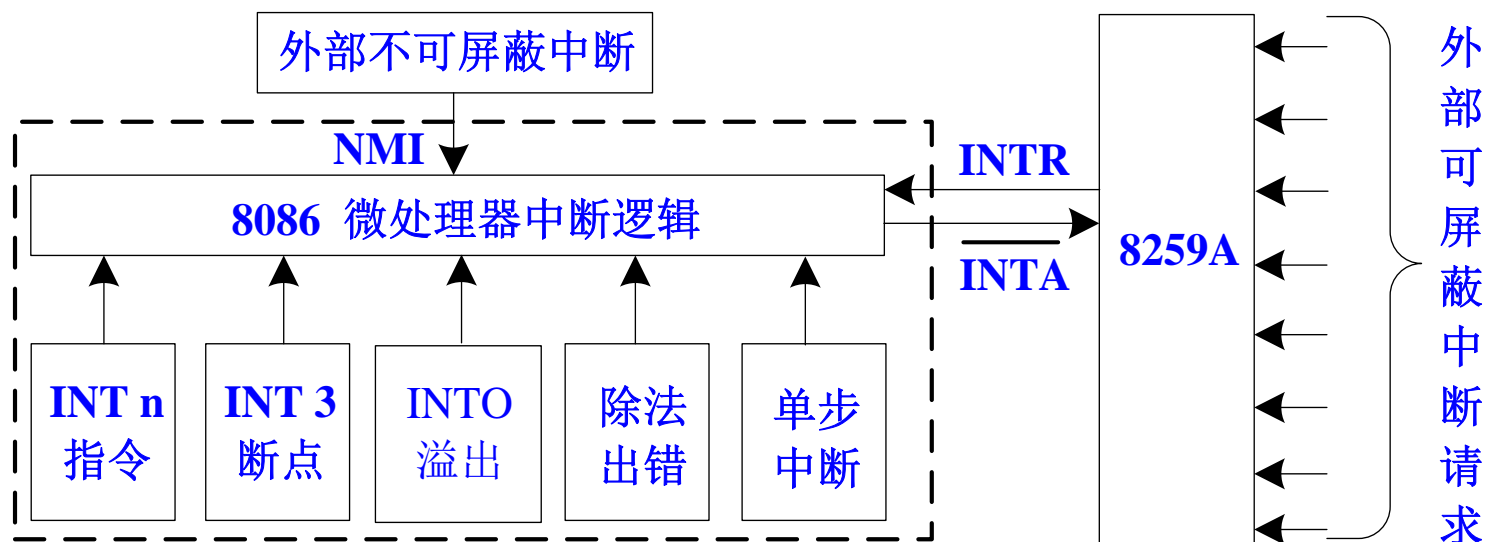 外部不可屏蔽中断
NMI
8086 微处理器中断逻辑
INTR
INTA
8259A
INT n
指令
INT 3
断点
INTO
溢出
除法
出错
单步
中断
外
部
可
屏
蔽
中
断
请
求